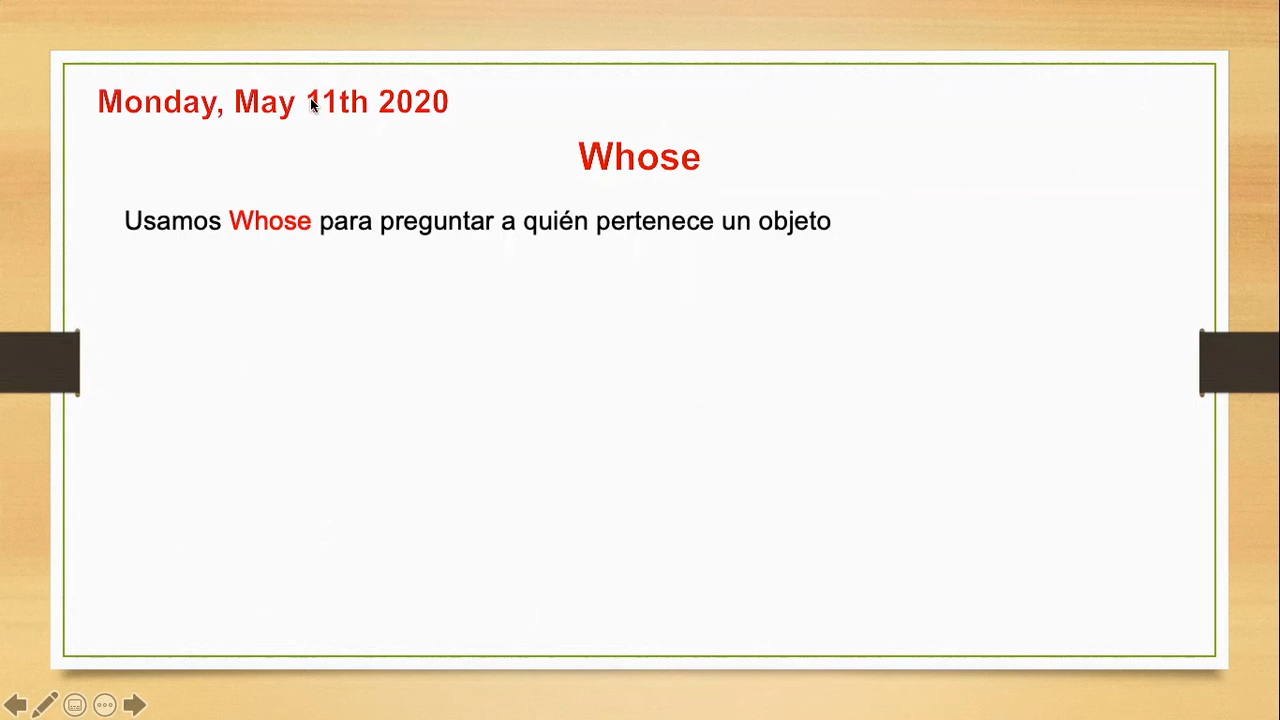 Monday, May 11th 2020
Whose
Usamos Whose para preguntar a quién pertenece un objeto